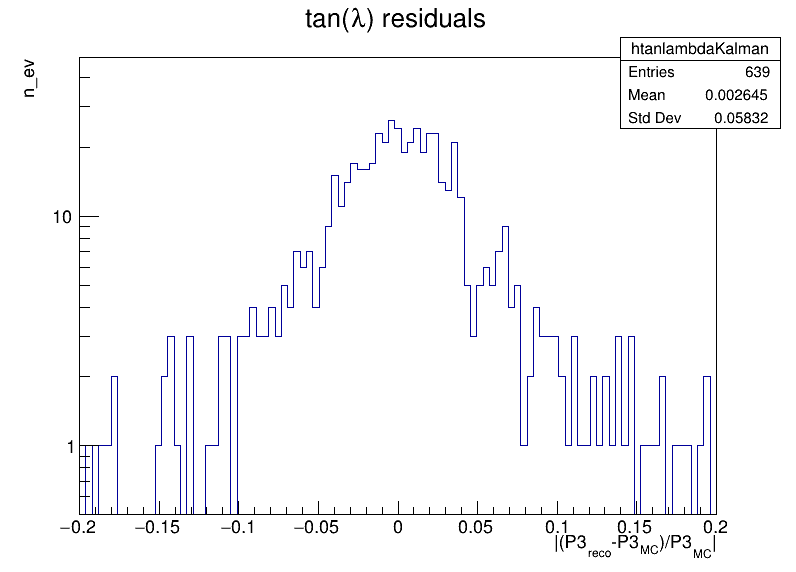 tan(λ) residuals
htanlambdaKalman
Entries 639
Mean 0.002645
Std Dev 0.05832
n_ev
10
1
−0.2 −0.15 −0.1 −0.05 0 0.05 0.1 0.15 0.2
|(P3reco-P3MC)/P3MC|